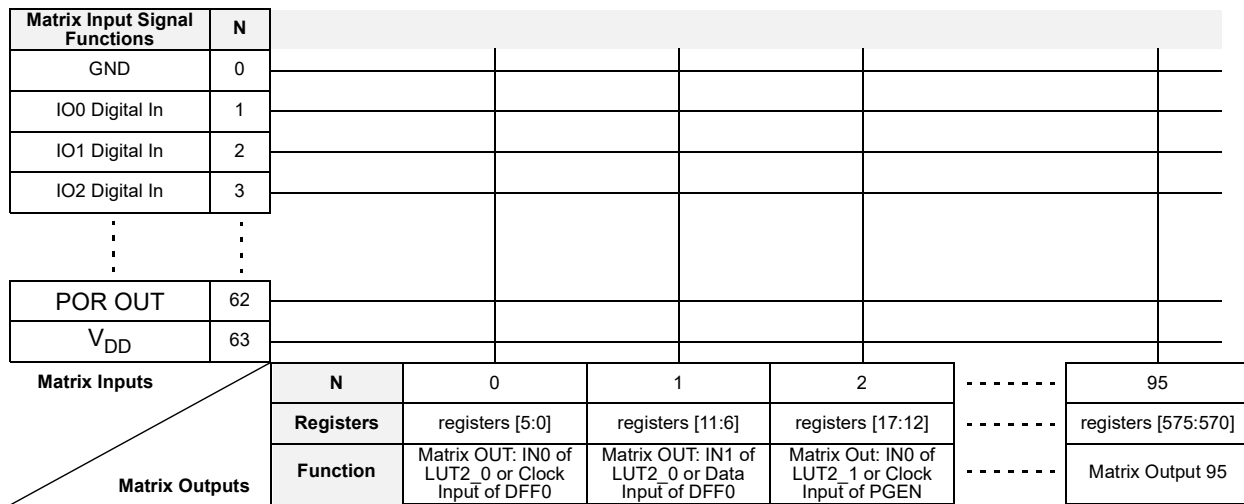 Matrix Input Signal
Functions
N
GND
0
IO0 Digital In
1
IO1 Digital In
2
IO2 Digital In
3
POR OUT
62
VDD
63
Matrix Inputs
Matrix Outputs
N
0
1
2
95
Registers
registers [5:0]
registers [11:6]
registers [17:12]
registers [575:570]
Function
Matrix OUT: IN0 of
LUT2_0 or Clock
Input of DFF0
Matrix OUT: IN1 of
LUT2_0 or Data
Input of DFF0
Matrix Out: IN0 of
LUT2_1 or Clock
Input of PGEN
Matrix Output 95